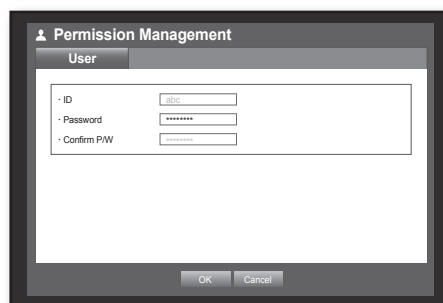 Permission Management
User
· ID abc
· Password ********
· Confirm P/W ********
OK Cancel